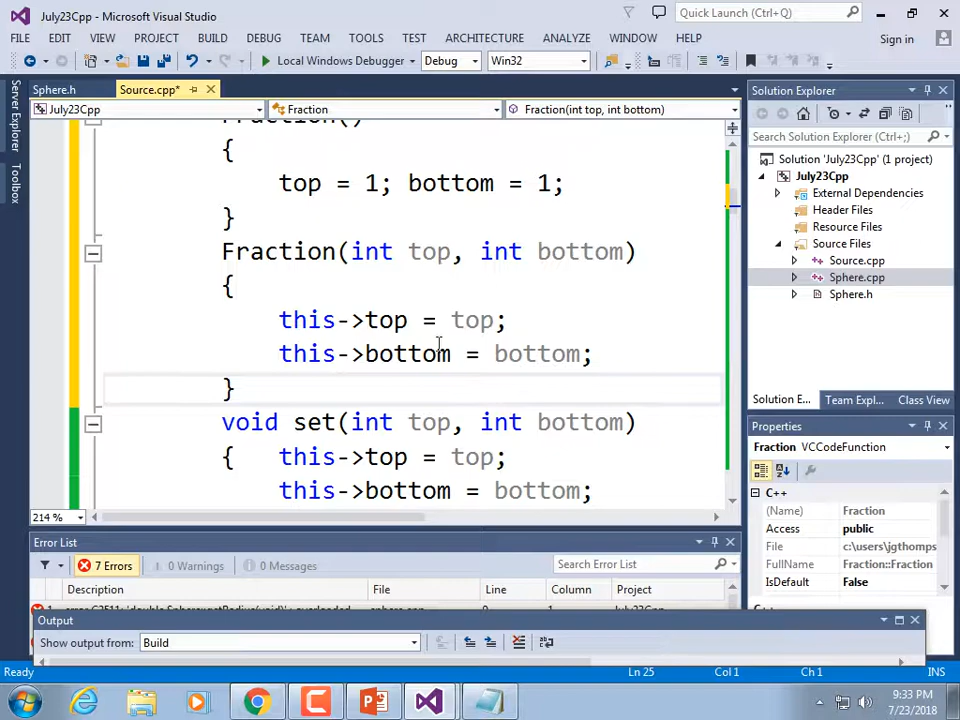 July23Cpp - Microsoft Visual Studio
Quick Launch (Ctrl+;)
FILE EDIT VIEW PROJECT BUILD DEBUG TEAM TOOLS TEST ARCHITECTURE ANALYZE WINDOW HELP
Sign in
Local Windows Debugger Debug Win32
Server Explorer
Toolbox
Sphere.h Source.cpp*
July23Cpp Fraction Fraction(int top, int bottom)
Fraction()
{
top = 1; bottom = 1;
}
Fraction(int top, int bottom)
{
this->top = top;
this->bottom = bottom;
}
void set(int top, int bottom)
{ this->top = top;
this->bottom = bottom;
214 %
Solution Explorer
Search Solution Explorer (Ctrl+;)
Solution 'July23Cpp' (1 project)
July23Cpp
External Dependencies
Header Files
Resource Files
Source Files
Source.cpp
Sphere.cpp
Sphere.h
Solution E... Team Expl... Class View
Properties
Fraction VCCodeFunction
C++
(Name) Fraction
Access public
File c:\users\jgthomps
FullName Fraction::Fraction
IsDefault False
Error List
7 Errors 0 Warnings 0 Messages
Search Error List
Description File Line Column Project
Output
Show output from: Build
Ready Ln 25 Col 1 Ch 1 INS
9:33 PM
7/23/2018